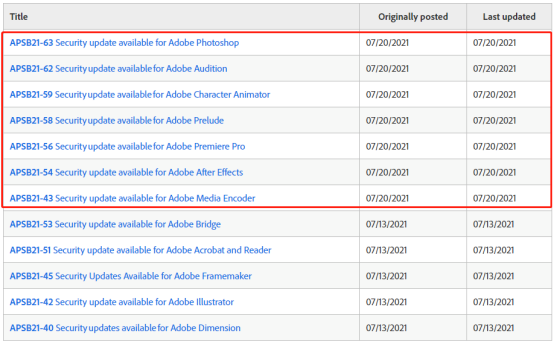 Title Originally posted Last updated
APSB21-63 Security update available for Adobe Photoshop 07/20/2021 07/20/2021
APSB21-62 Security update available for Adobe Audition 07/20/2021 07/20/2021
APSB21-59 Security update available for Adobe Character Animator 07/20/2021 07/20/2021
APSB21-58 Security update available for Adobe Prelude 07/20/2021 07/20/2021
APSB21-56 Security update available for Adobe Premiere Pro 07/20/2021 07/20/2021
APSB21-54 Security update available for Adobe After Effects 07/20/2021 07/20/2021
APSB21-43 Security update available for Adobe Media Encoder 07/20/2021 07/20/2021
APSB21-53 Security update available for Adobe Bridge 07/13/2021 07/13/2021
APSB21-51 Security update available for Adobe Acrobat and Reader 07/13/2021 07/13/2021
APSB21-45 Security Updates Available for Adobe Framemaker 07/13/2021 07/13/2021
APSB21-42 Security update available for Adobe Illustrator 07/13/2021 07/13/2021
APSB21-40 Security updates available for Adobe Dimension 07/13/2021 07/13/2021